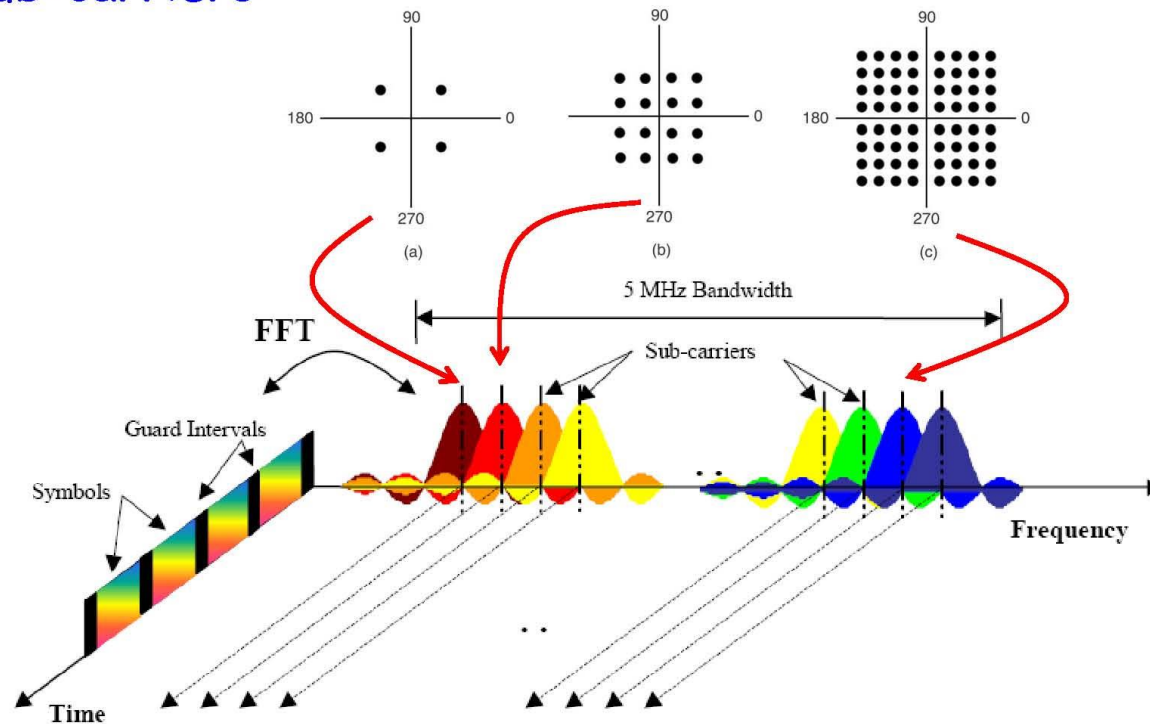 90
90
90
180
0
0
180
0
270
270
270
(a)
(b)
(c)
5 MHz Bandwidth
FFT
Sub-carriers
Guard Intervals
Symbols
Frequency
Time